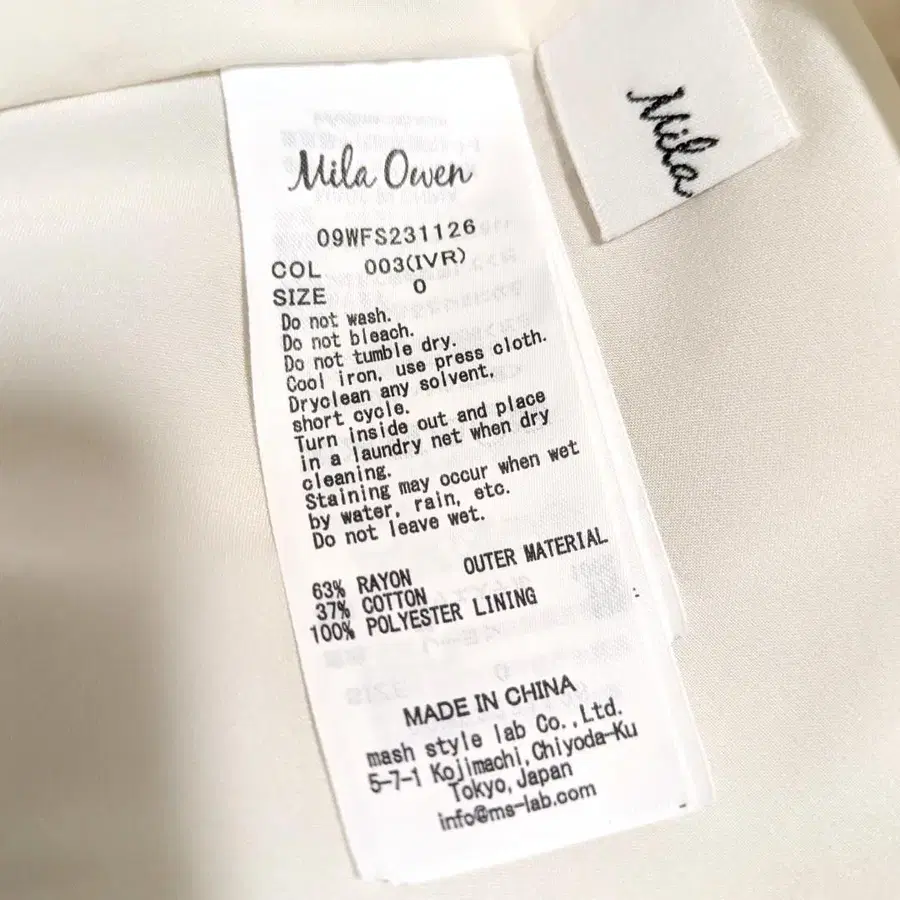 Mila Owen
09WFS231126
COL 003(IVR)
SIZE 0
Do not wash.
Do not bleach.
Do not tumble dry.
Cool iron, use press cloth.
Dryclean any solvent,
short cycle.
Turn inside out and place
in a laundry net when dry
cleaning.
Staining may occur when wet
by water, rain, etc.
Do not leave wet.
OUTER MATERIAL
63% RAYON
37% COTTON
100% POLYESTER LINING
MADE IN CHINA
mash style lab Co.,Ltd.
5-7-1 Kojimachi,Chiyoda-Ku
Tokyo,Japan
info@ms-lab.com
Mila